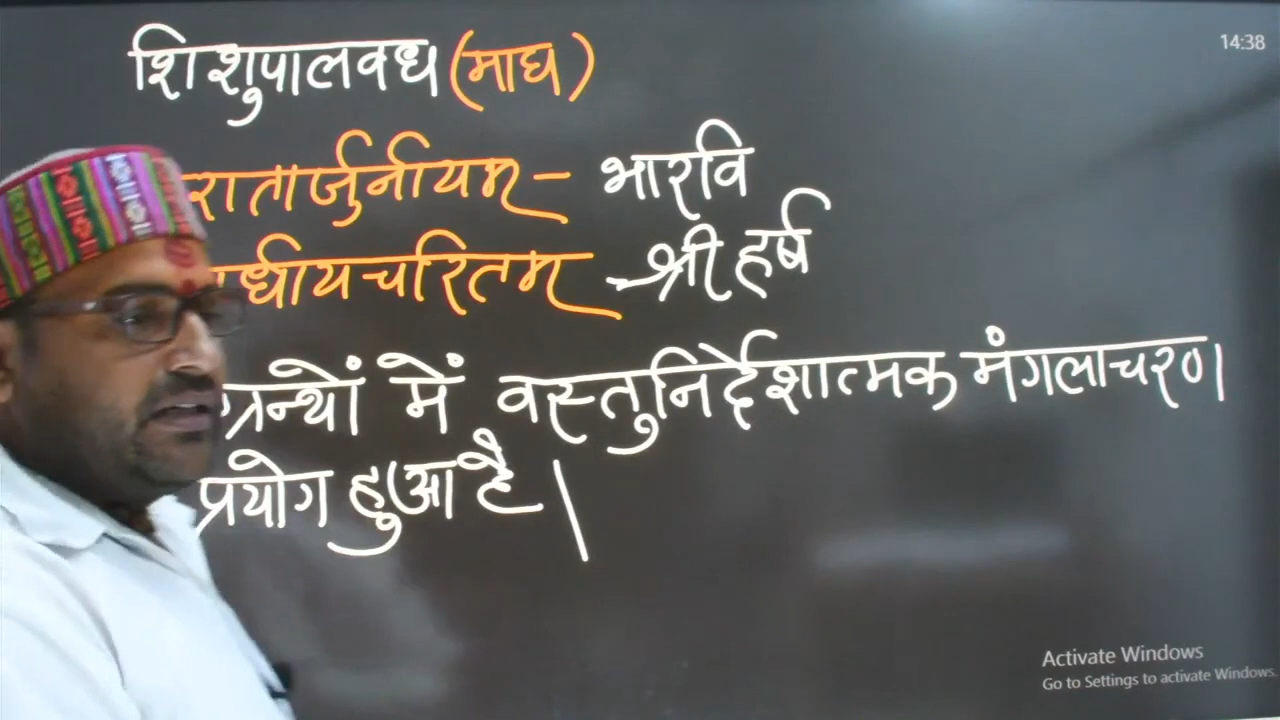 शिशुपालवध (माघ)
14:38
रातार्जुर्नीयम् - भारवि
र्धायचरितम् - श्री हर्ष
ग्रन्थों में वस्तुनिर्द्देशात्मक मंगलाचरण।
प्रयोग हुआ है |
Activate Windows
Go to Settings to activate Windows.